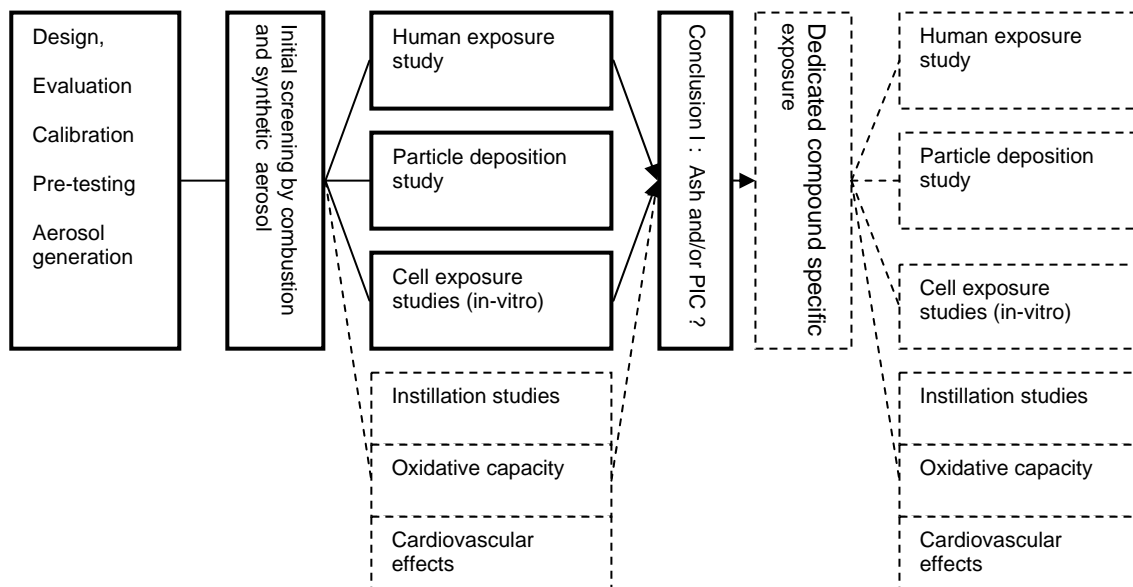 Design,
Evaluation
Calibration
Pre-testing
Aerosol
generation
Initial screening by combustion
and synthetic aerosol
Human exposure
study
Particle deposition
study
Cell exposure
studies (in-vitro)
Instillation studies
Oxidative capacity
Cardiovascular
effects
Conclusion I : Ash and/or PIC ?
Dedicated compound specific
exposure
Human exposure
study
Particle deposition
study
Cell exposure
studies (in-vitro)
Instillation studies
Oxidative capacity
Cardiovascular
effects